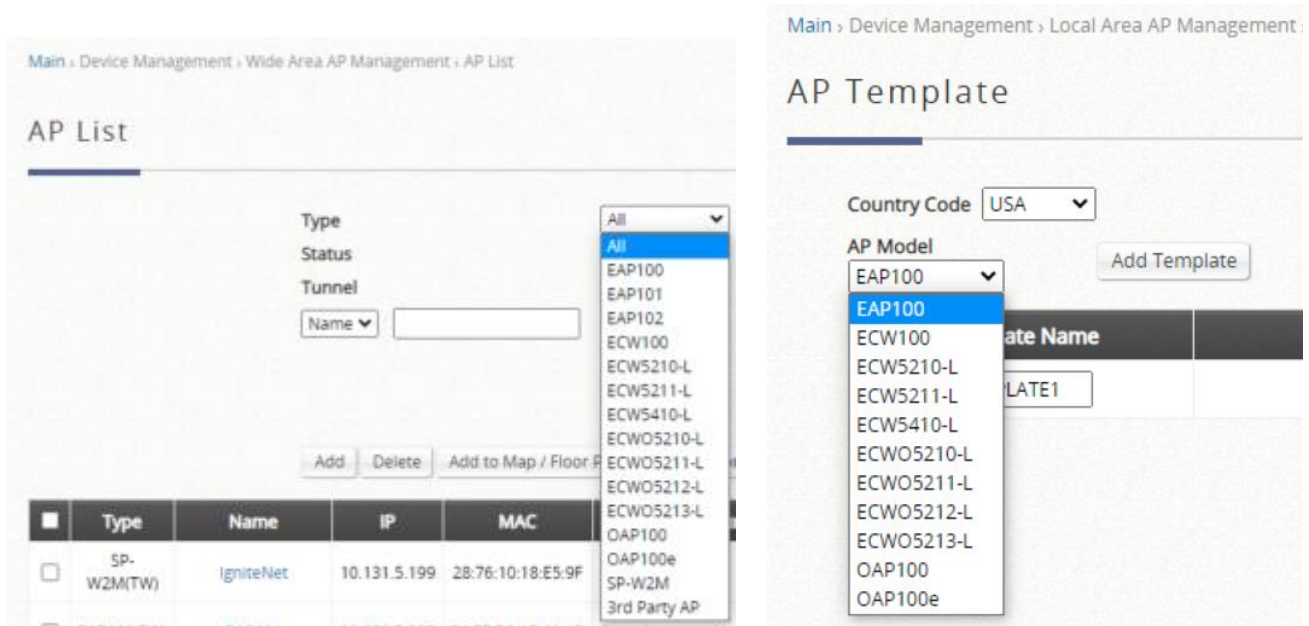 Main › Device Management › Wide Area AP Management › AP List
AP List
Type
All
Status
Tunnel
Name
All
EAP100
EAP101
EAP102
ECW100
ECW5210-L
ECW5211-L
ECW5410-L
ECWO5210-L
ECWO5211-L
ECWO5212-L
ECWO5213-L
OAP100
OAP100e
SP-W2M
3rd Party AP
Add Delete Add to Map / Floor P
Type Name IP MAC
SP-
W2M(TW) IgniteNet 10.131.5.199 28:76:10:18:E5:9F
Main › Device Management › Local Area AP Management ›
AP Template
Country Code USA
AP Model
EAP100 Add Template
EAP100
ECW100
ECW5210-L
ECW5211-L
ECW5410-L
ECWO5210-L
ECWO5211-L
ECWO5212-L
ECWO5213-L
OAP100
OAP100e
ate Name
LATE1